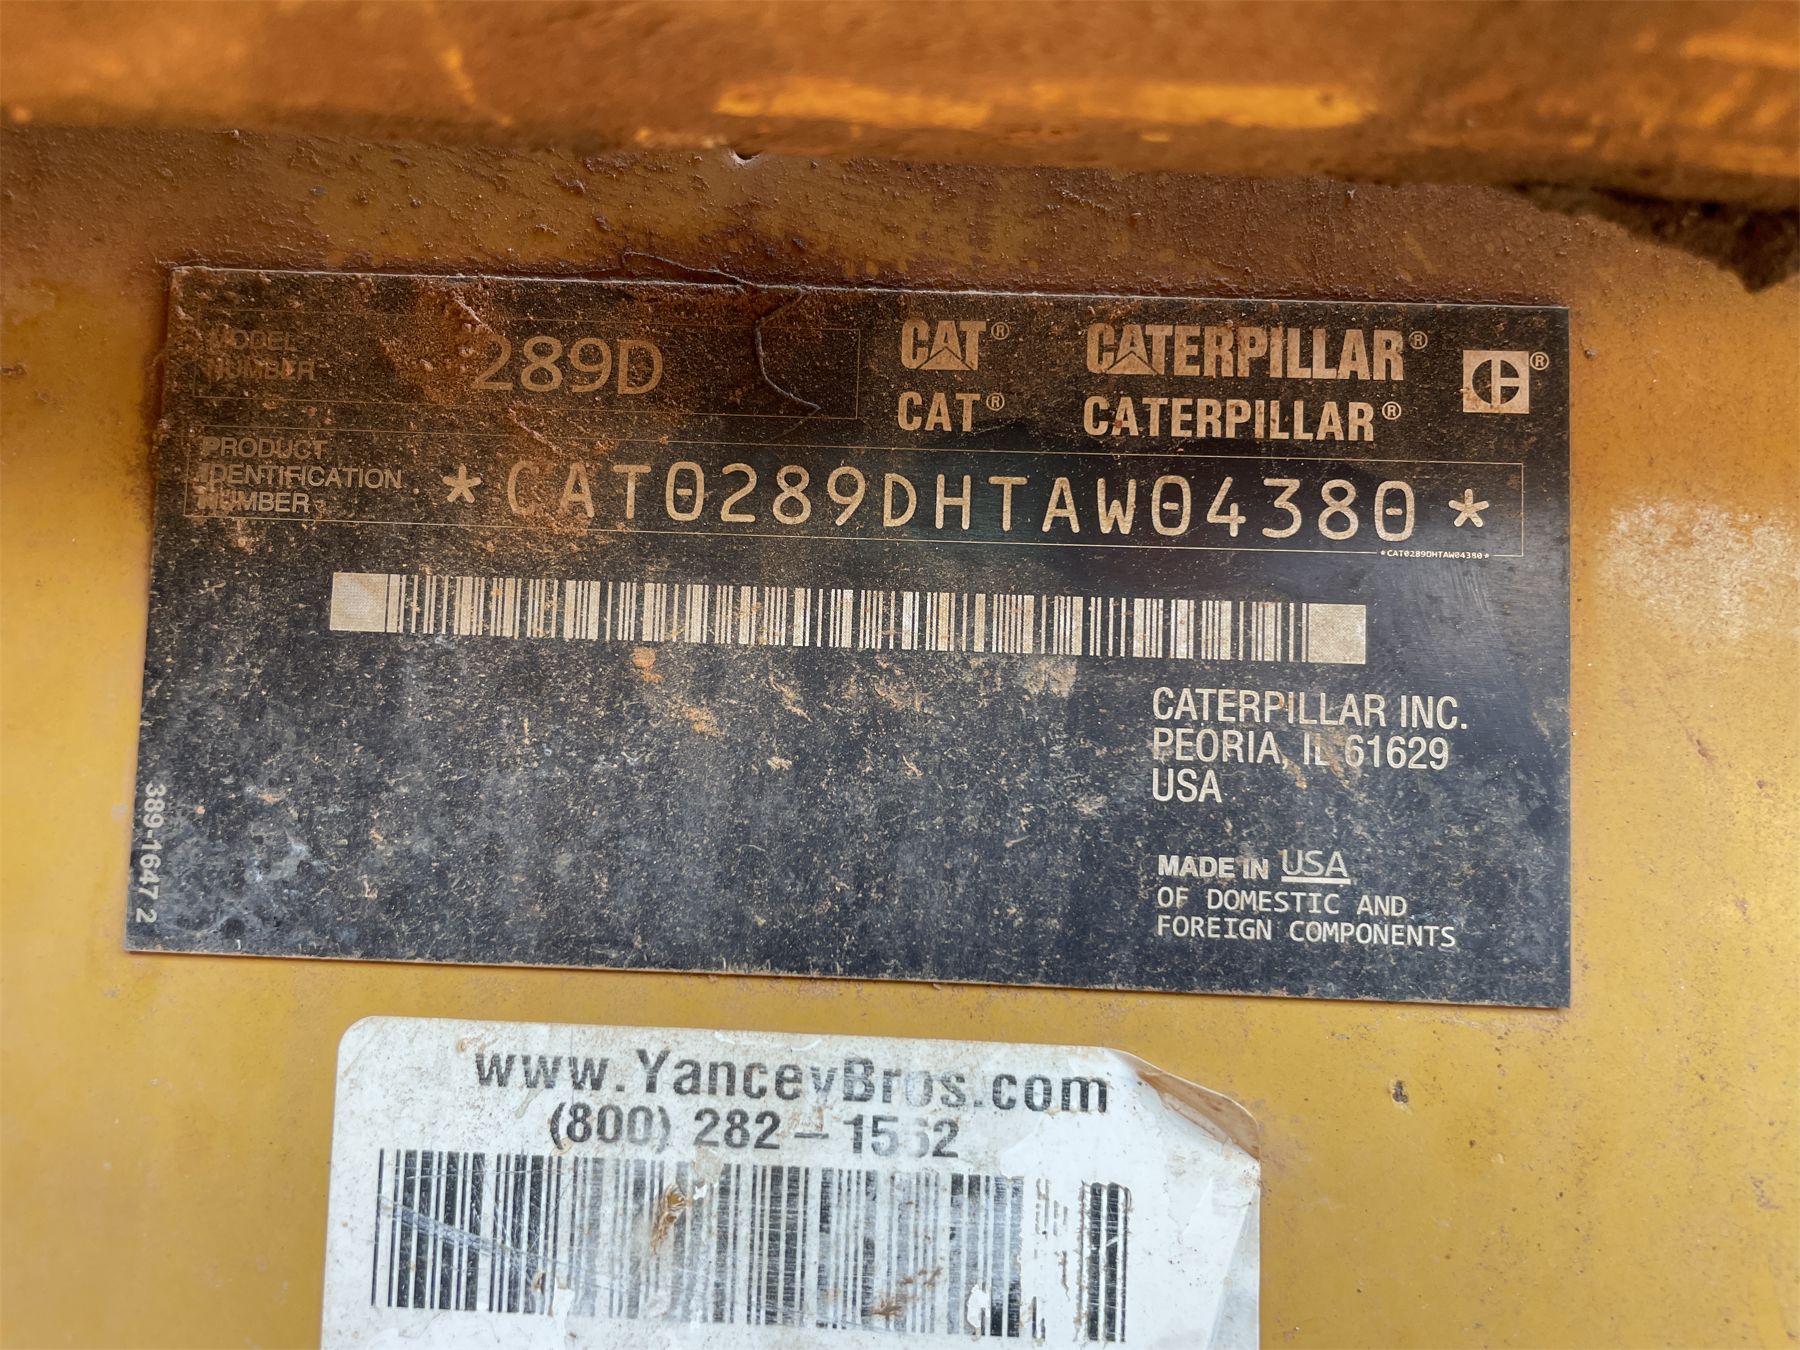 MODEL NUMBER 289D
CAT® CATERPILLAR® ®
CAT® CATERPILLAR®
PRODUCT
IDENTIFICATION
NUMBER
*CAT0289DHTAW04380*
*CAT0289DHTAW04380*
CATERPILLAR INC.
PEORIA, IL 61629
USA
MADE IN USA
OF DOMESTIC AND
FOREIGN COMPONENTS
389-1647 2
www.YanceyBros.com
(800) 282-1562